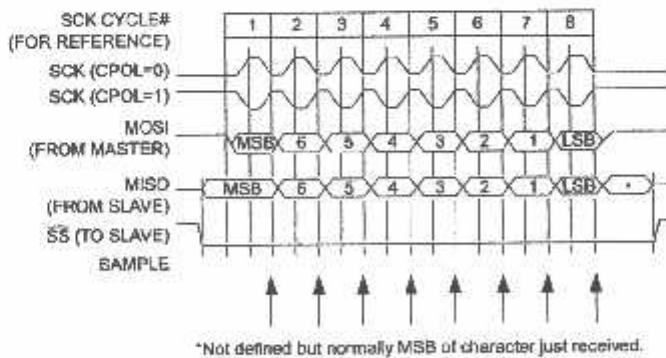 SCK CYCLE# 1 2 3 4 5 6 7 8
(FOR REFERENCE)
SCK (CPOL=0)
SCK (CPOL=1)
MOSI
(FROM MASTER) MSB 6 5 4 3 2 1 LSB
MISO MSB 6 5 4 3 2 1 LSB *
(FROM SLAVE)
SS (TO SLAVE)
SAMPLE
*Not defined but normally MSB of character just received.